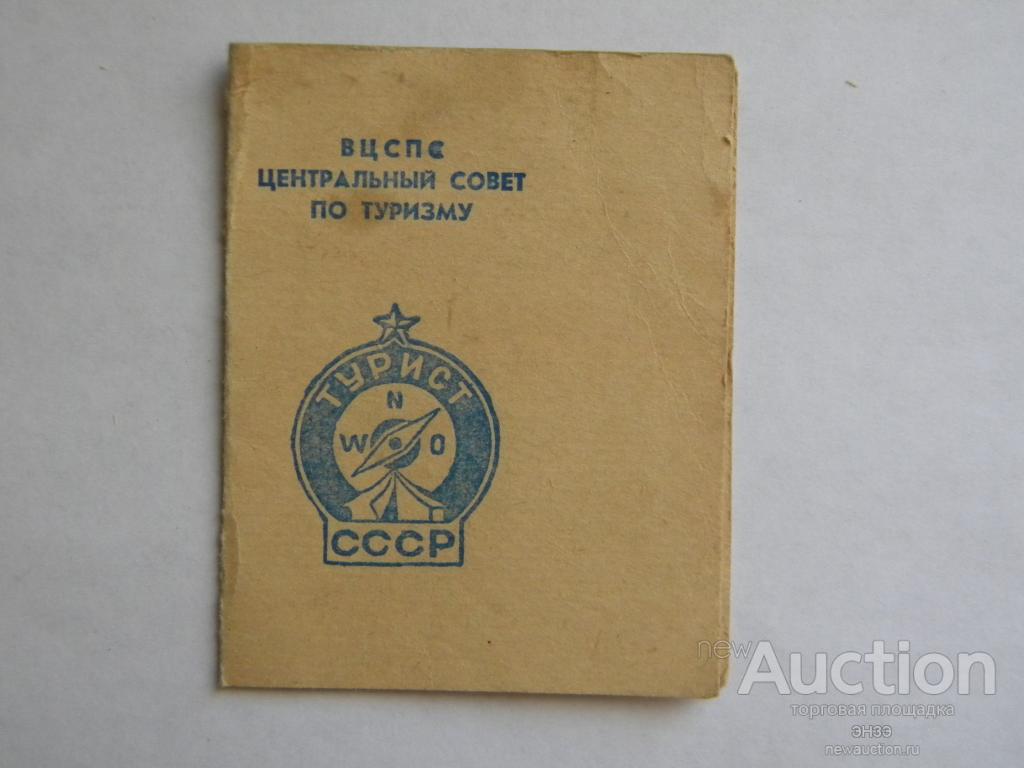 ВЦСПС
ЦЕНТРАЛЬНЫЙ СОВЕТ
ПО ТУРИЗМУ
ТУРИСТ
N
W O
СССР
newAuction
торговая площадка
ЭНЗЭ
newauction.ru